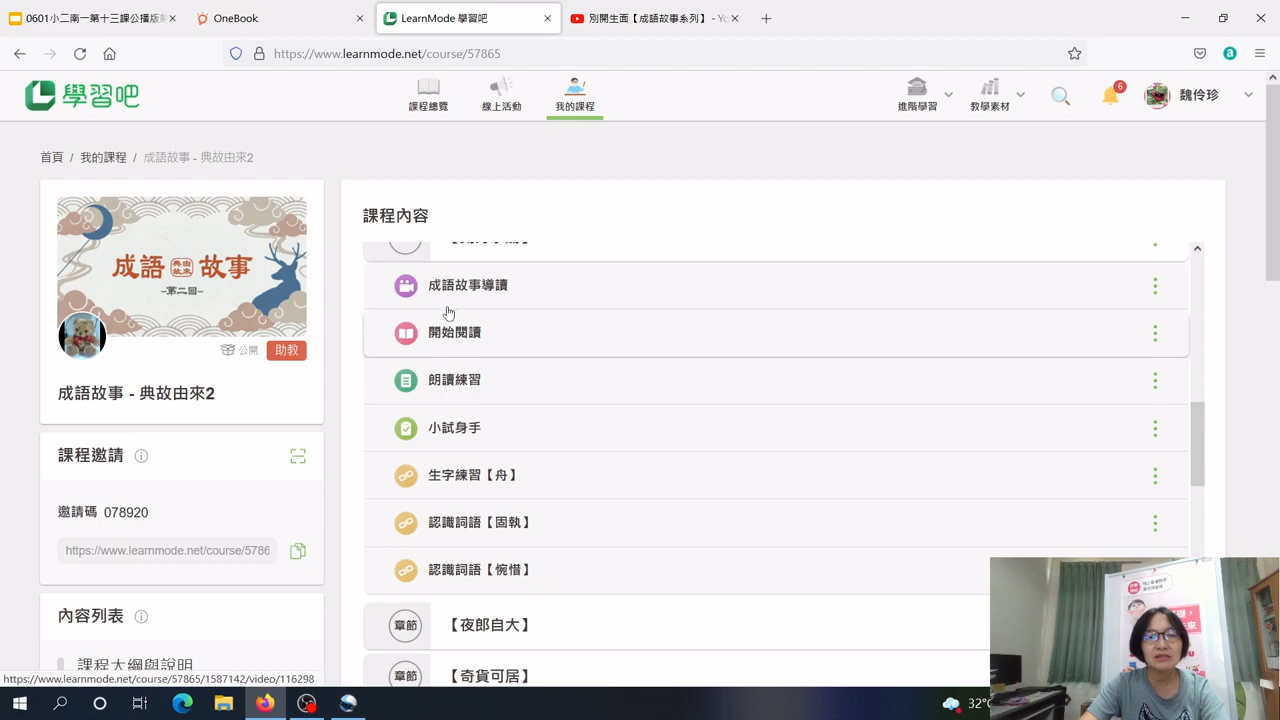 0601小二南一第十三課公播版
OneBook
LearnMode 學習吧
別開生面【成語故事系列】 - Yo
https://www.learnmode.net/course/57865
學習吧
課程總覽
線上活動
我的課程
進階學習
教學素材
6
魏伶珍
首頁 / 我的課程 / 成語故事 - 典故由來2
成語 典故由來 故事
-第二回-
公開
助教
成語故事 - 典故由來2
課程邀請
邀請碼 078920
https://www.learnmode.net/course/5786
內容列表
課程大綱與說明
課程內容
成語故事導讀
開始閱讀
朗讀練習
小試身手
生字練習【舟】
認識詞語【固執】
認識詞語【惋惜】
章節 【夜郎自大】
章節 【奇貨可居】
32°